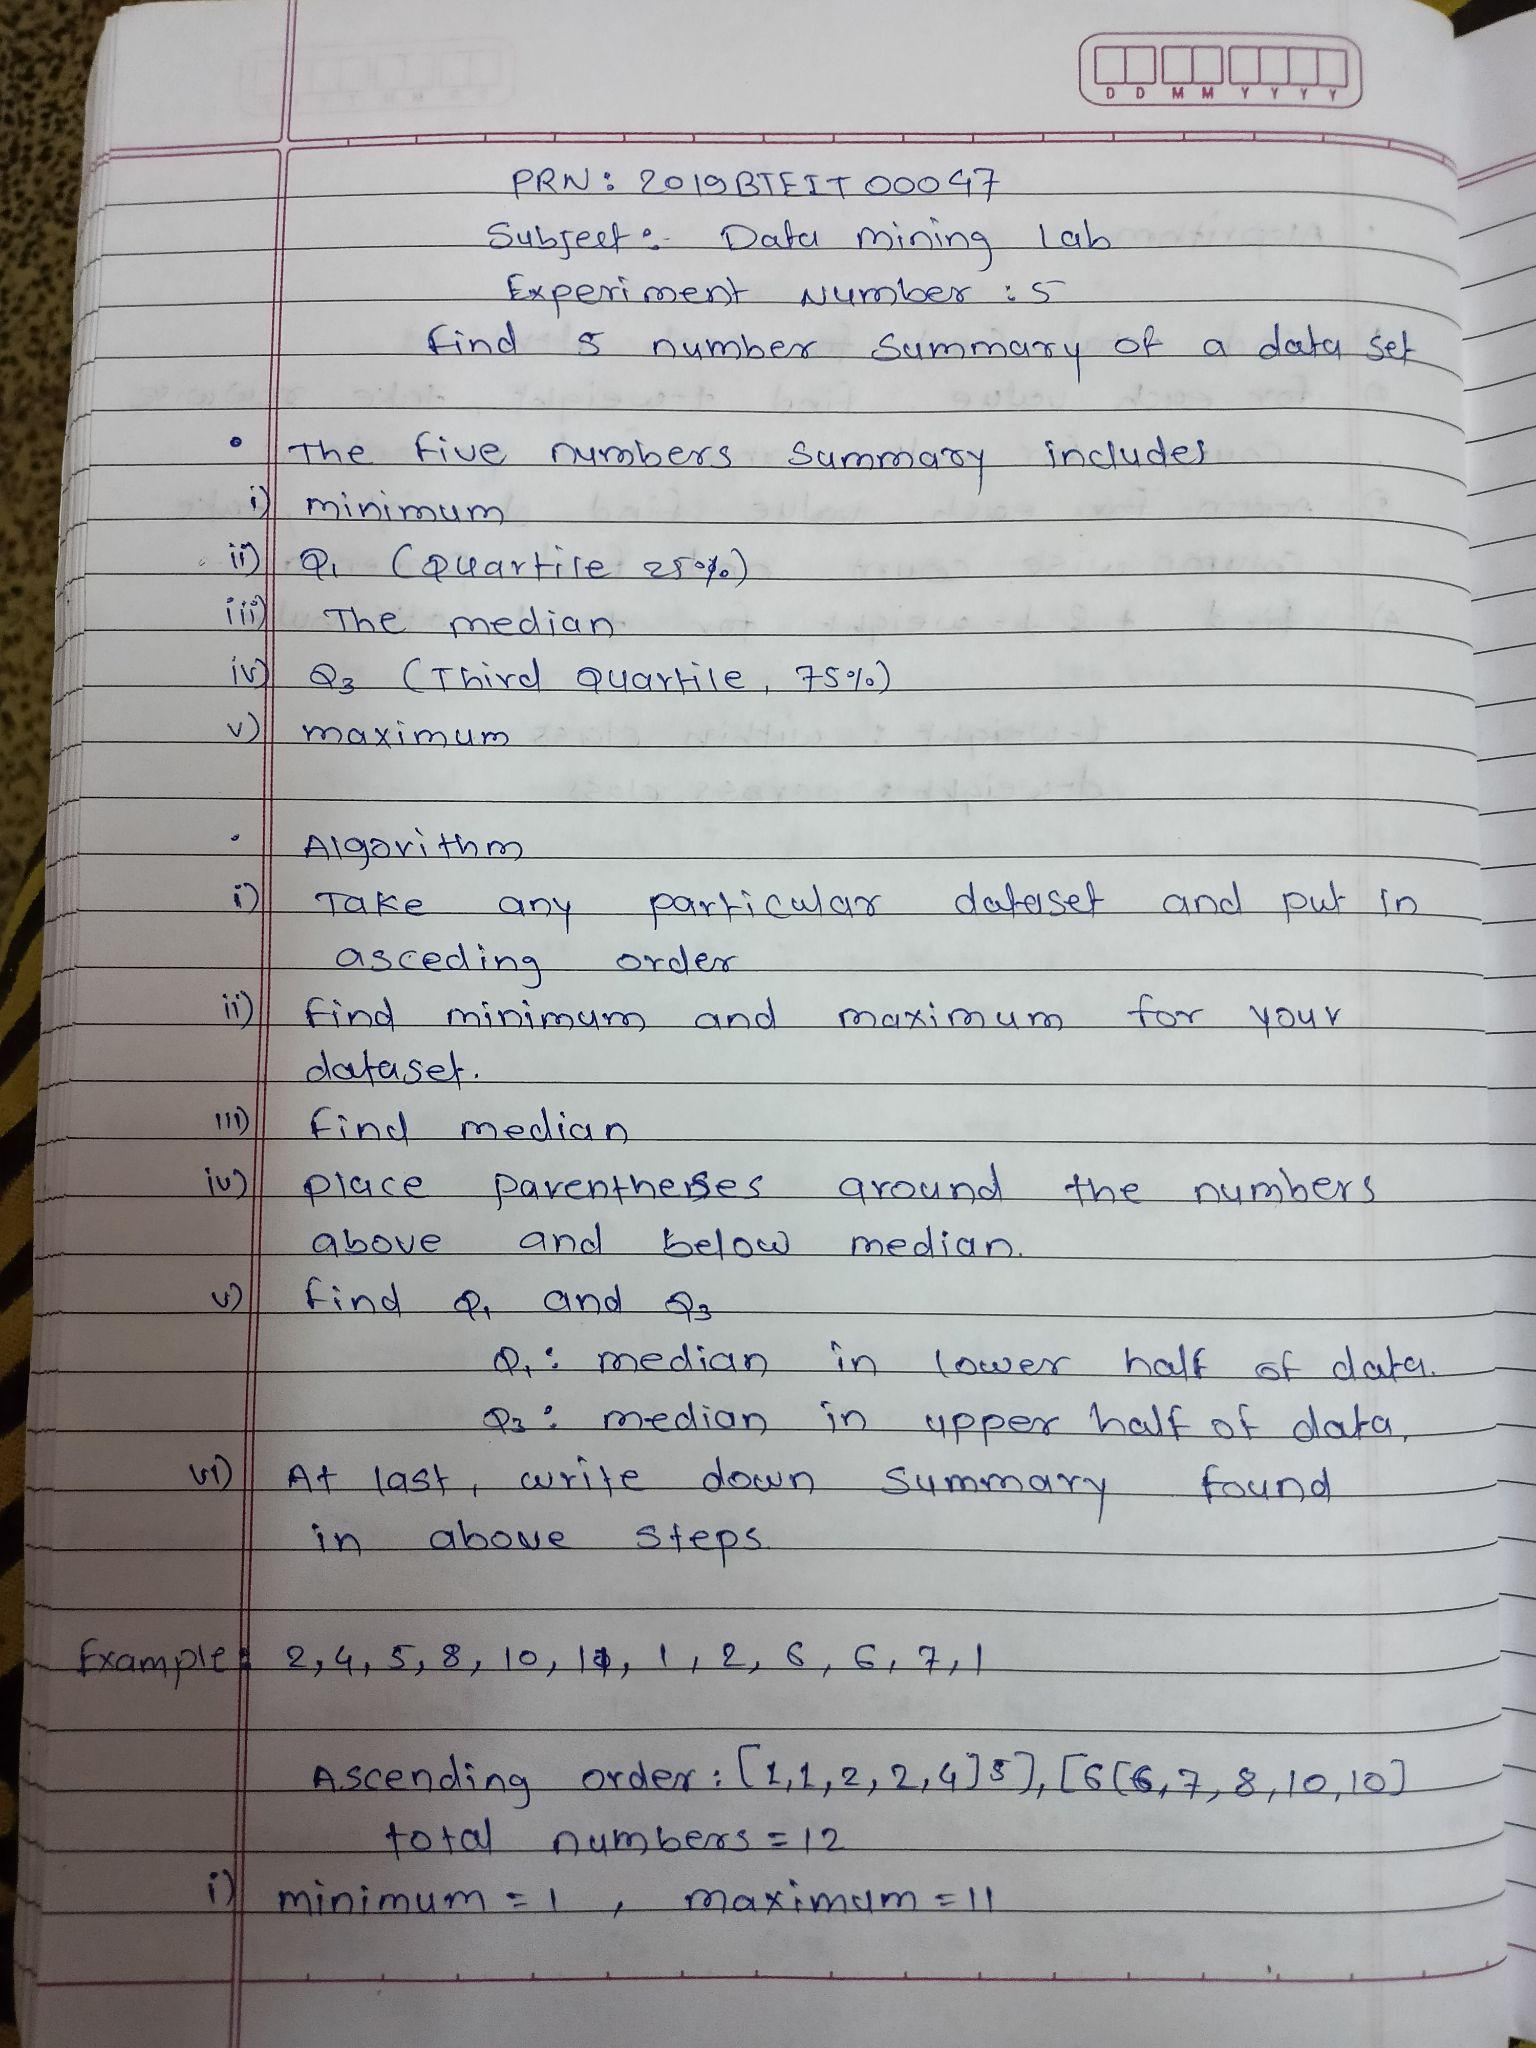 D D M M Y Y Y Y
PRN: 2019BTEIT00047
Subject: Data mining Lab
Experiment Number : 5
find 5 number Summary of a data set
• The five numbers summary includes
i) minimum
ii) Q1 (Quartile 25%)
iii) The median
iv) Q3 (Third Quartile, 75%)
v) maximum
• Algorithm
i) Take any particular dataset and put in
asceding order
ii) find minimum and maximum for your
dataset.
iii) find median
iv) place parentheses around the numbers
above and below median.
v) find Q1 and Q3
Q1: median in lower half of data.
Q3: median in upper half of data,
vi) At last, write down summary found
in above steps.
Example: 2,4,5,8,10,11,1,2,6,6,7,1
Ascending order: [1,1,2,2,4]5],[6(6,7,8,10,10]
total numbers = 12
i) minimum = 1 , maximum = 11